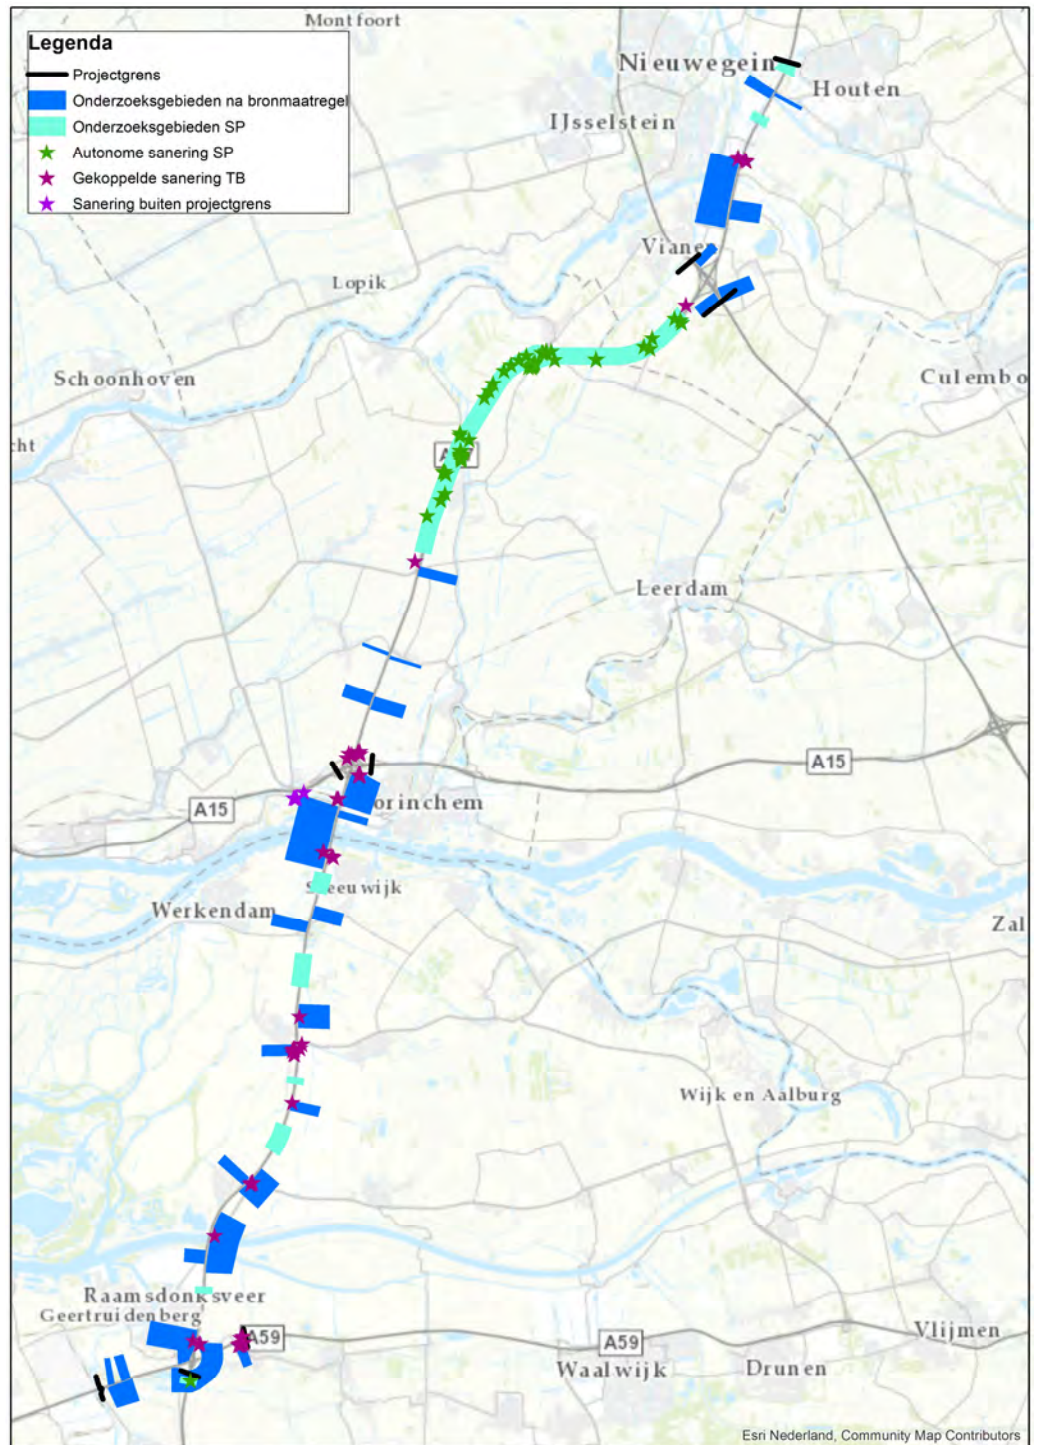 Montfoort
Legenda
Projectgrens
Onderzoeksgebieden na bronmaatregel
Onderzoeksgebieden SP
Autonome sanering SP
Gekoppelde sanering TB
Sanering buiten projectgrens
Nieuwegein
Houten
IJsselstein
Vianen
Lopik
Schoonhoven
Culembo
cht
Leerdam
A15
A15
orinchem
Sleeuwijk
Werkendam
Zal
Wijk en Aalburg
Raamsdonksveer
Geertruidenberg
A59
A59
Vlijmen
Waalwijk
Drunen
Esri Nederland, Community Map Contributors